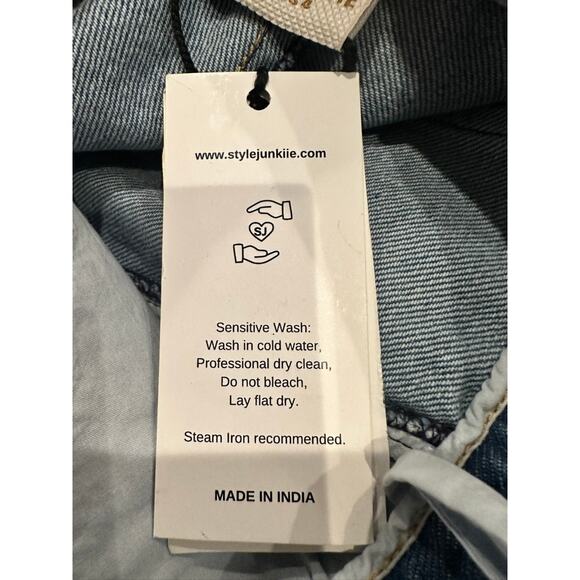 www.stylejunkiie.com
SJ
Sensitive Wash:
Wash in cold water,
Professional dry clean,
Do not bleach,
Lay flat dry.
Steam Iron recommended.
MADE IN INDIA